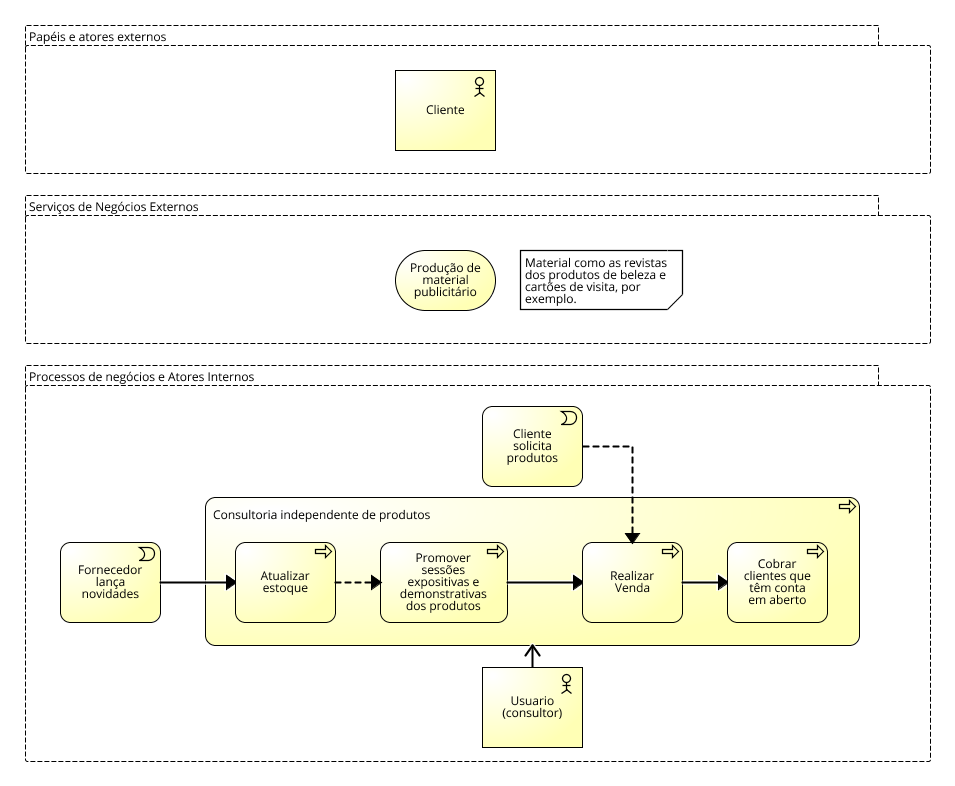 Papéis e atores externos
Cliente
Serviços de Negócios Externos
Produção de
material
publicitário
Material como as revistas
dos produtos de beleza e
cartões de visita, por
exemplo.
Processos de negócios e Atores Internos
Cliente
solicita
produtos
Consultoria independente de produtos
Fornecedor
lança
novidades
Atualizar
estoque
Promover
sessões
expositivas e
demonstrativas
dos produtos
Realizar
Venda
Cobrar
clientes que
têm conta
em aberto
Usuario
(consultor)